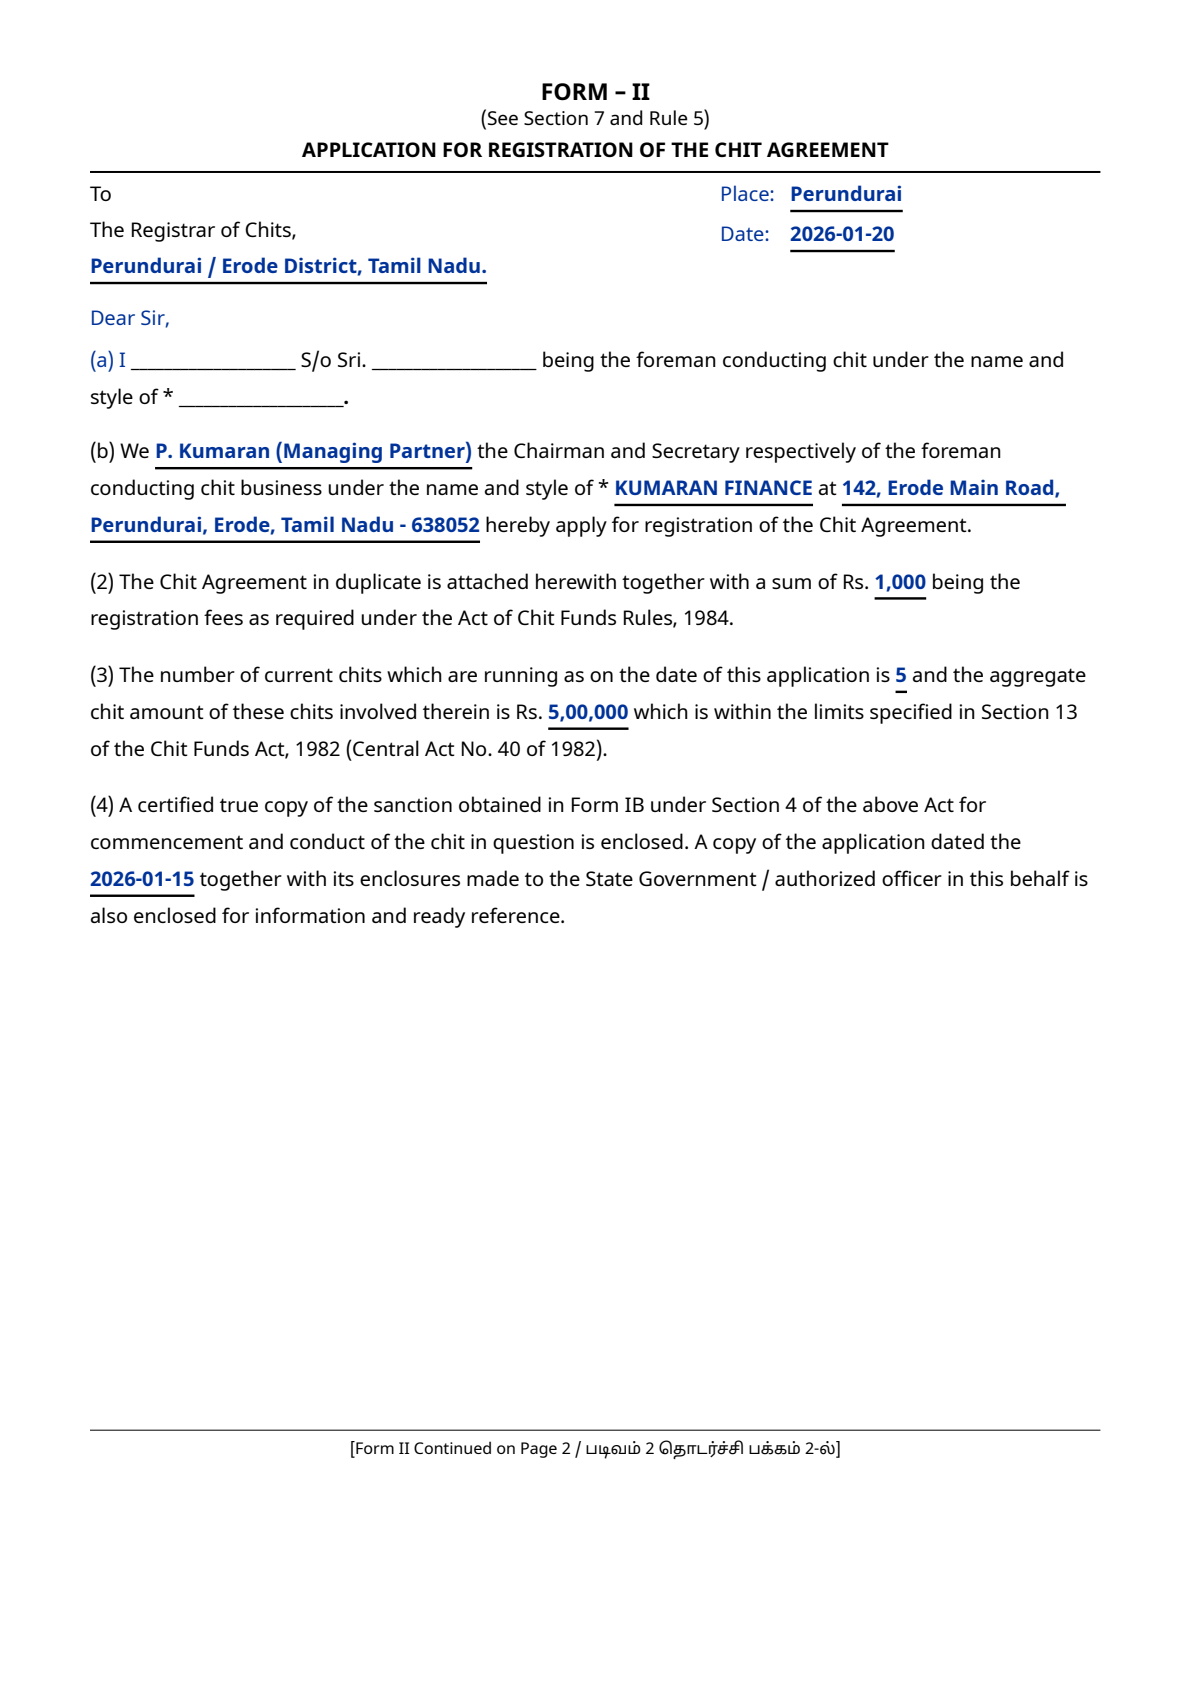 FORM – II
(See Section 7 and Rule 5)
APPLICATION FOR REGISTRATION OF THE CHIT AGREEMENT
To
The Registrar of Chits,
Perundurai / Erode District, Tamil Nadu.
Place: Perundurai
Date: 2026-01-20
Dear Sir,
(a) I ________________ S/o Sri. ________________ being the foreman conducting chit under the name and
style of * ________________.
(b) We P. Kumaran (Managing Partner) the Chairman and Secretary respectively of the foreman
conducting chit business under the name and style of * KUMARAN FINANCE at 142, Erode Main Road,
Perundurai, Erode, Tamil Nadu - 638052 hereby apply for registration of the Chit Agreement.
(2) The Chit Agreement in duplicate is attached herewith together with a sum of Rs. 1,000 being the
registration fees as required under the Act of Chit Funds Rules, 1984.
(3) The number of current chits which are running as on the date of this application is 5 and the aggregate
chit amount of these chits involved therein is Rs. 5,00,000 which is within the limits specified in Section 13
of the Chit Funds Act, 1982 (Central Act No. 40 of 1982).
(4) A certified true copy of the sanction obtained in Form IB under Section 4 of the above Act for
commencement and conduct of the chit in question is enclosed. A copy of the application dated the
2026-01-15 together with its enclosures made to the State Government / authorized officer in this behalf is
also enclosed for information and ready reference.
[Form II Continued on Page 2 / படிவம் 2 தொடர்ச்சி பக்கம் 2-ல்]